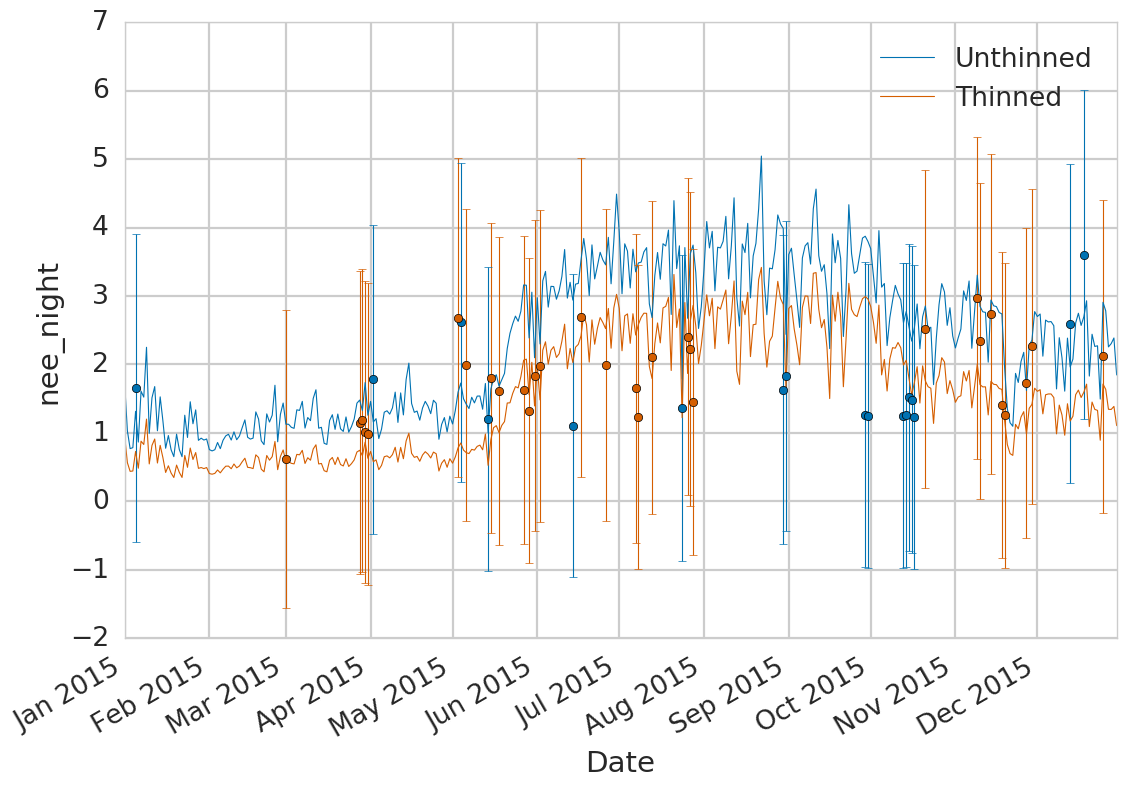 7
6
5
4
3
2
1
0
−1
−2
nee_night
Unthinned
Thinned
Jan 2015
Feb 2015
Mar 2015
Apr 2015
May 2015
Jun 2015
Jul 2015
Aug 2015
Sep 2015
Oct 2015
Nov 2015
Dec 2015
Date